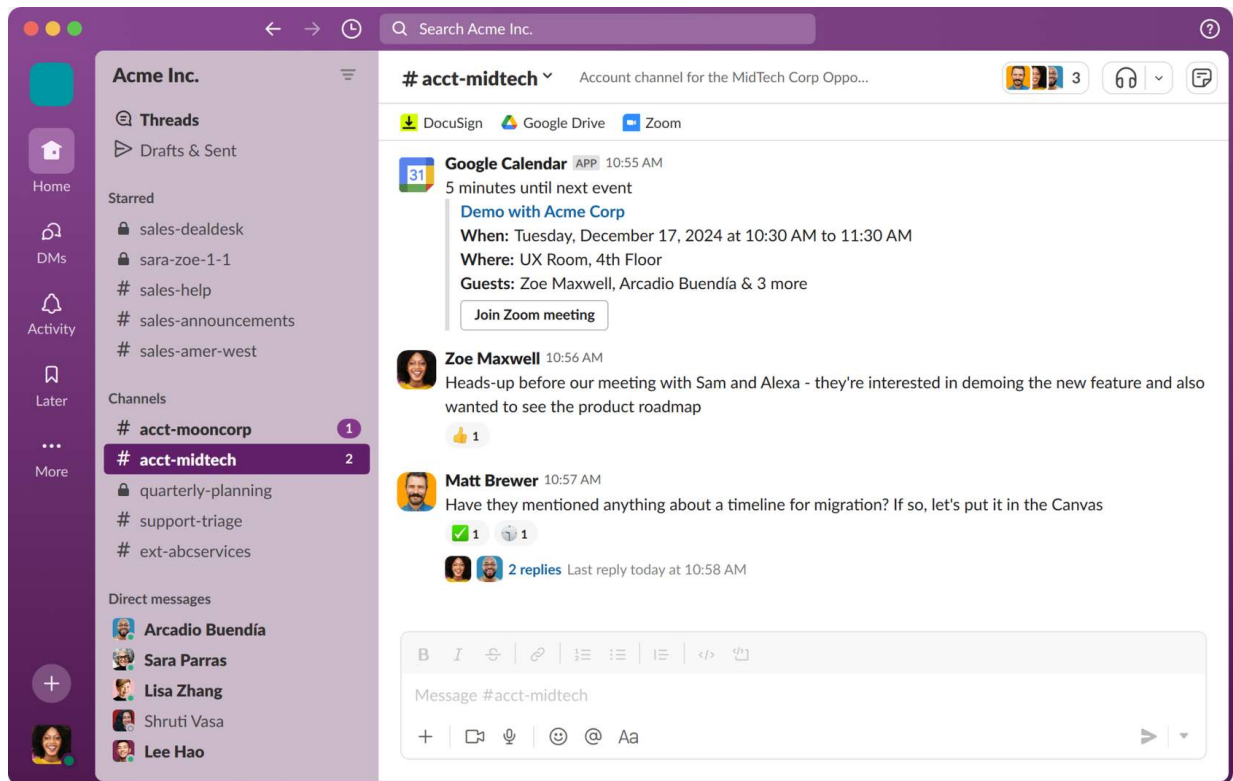 Search Acme Inc.
Acme Inc.
Threads
Drafts & Sent
Home
DMs
Activity
Later
More
Starred
sales-dealdesk
sara-zoe-1-1
# sales-help
# sales-announcements
# sales-amer-west
Channels
# acct-mooncorp 1
# acct-midtech 2
quarterly-planning
# support-triage
# ext-abcservices
Direct messages
Arcadio Buendía
Sara Parras
Lisa Zhang
Shruti Vasa
Lee Hao
# acct-midtech Account channel for the MidTech Corp Oppo... 3
DocuSign Google Drive Zoom
31
Google Calendar APP 10:55 AM
5 minutes until next event
Demo with Acme Corp
When: Tuesday, December 17, 2024 at 10:30 AM to 11:30 AM
Where: UX Room, 4th Floor
Guests: Zoe Maxwell, Arcadio Buendía & 3 more
Join Zoom meeting
Zoe Maxwell 10:56 AM
Heads-up before our meeting with Sam and Alexa - they're interested in demoing the new feature and also
wanted to see the product roadmap
1
Matt Brewer 10:57 AM
Have they mentioned anything about a timeline for migration? If so, let's put it in the Canvas
1 1
2 replies Last reply today at 10:58 AM
B I S
Message #acct-midtech
+ @ Aa